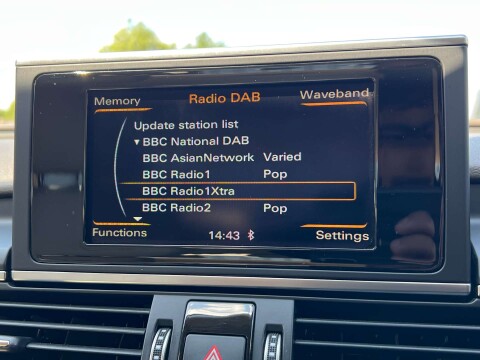 Memory Radio DAB Waveband
Update station list
▼ BBC National DAB
BBC AsianNetwork Varied
BBC Radio1 Pop
BBC Radio1Xtra
BBC Radio2 Pop
Functions 14:43 Settings